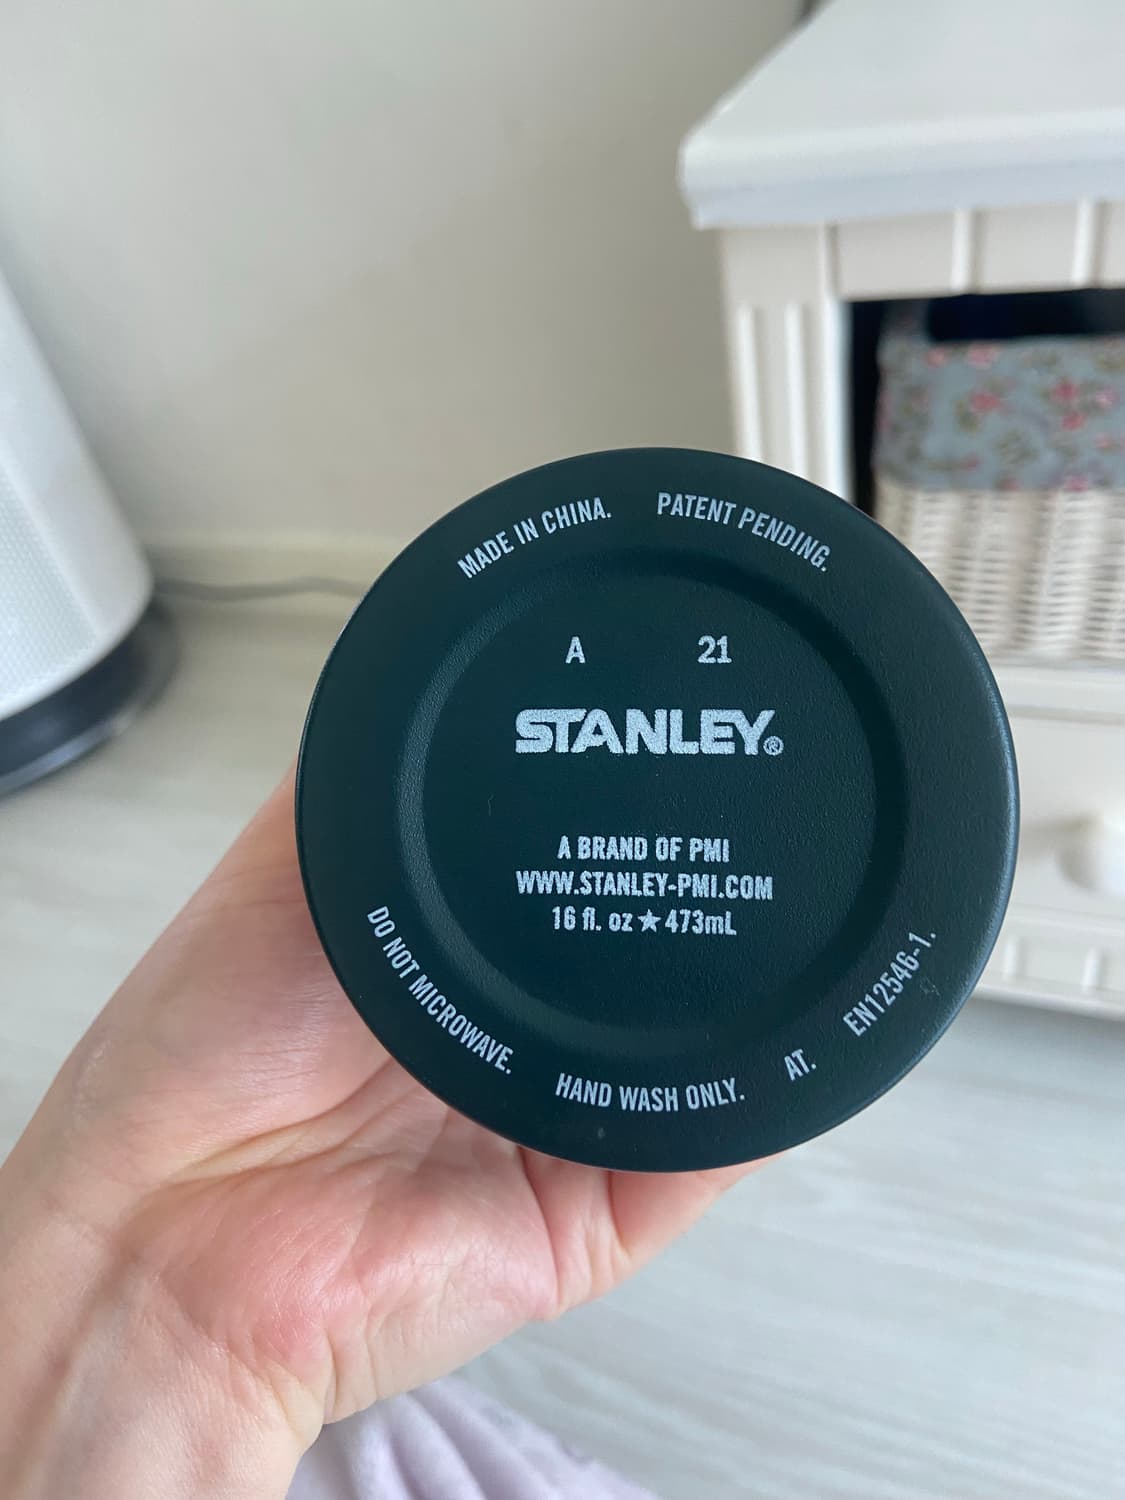 MADE IN CHINA. PATENT PENDING.
A 21
STANLEY®
A BRAND OF PMI
WWW.STANLEY-PMI.COM
16 fl. oz ★ 473mL
DO NOT MICROWAVE. HAND WASH ONLY. AT. EN12546-1.